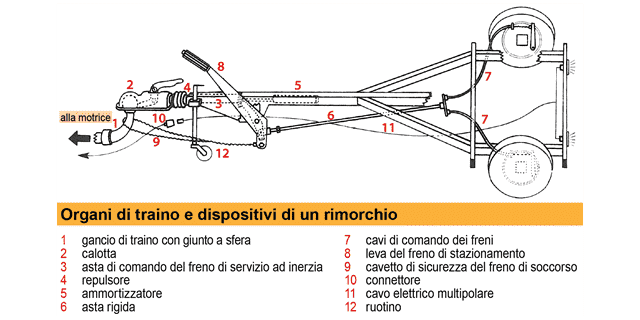 8
7
2
4
5
3
alla motrice
1
10
6
11
7
9
12
Organi di traino e dispositivi di un rimorchio
1 gancio di traino con giunto a sfera
2 calotta
3 asta di comando del freno di servizio ad inerzia
4 repulsore
5 ammortizzatore
6 asta rigida
7 cavi di comando dei freni
8 leva del freno di stazionamento
9 cavetto di sicurezza del freno di soccorso
10 connettore
11 cavo elettrico multipolare
12 ruotino